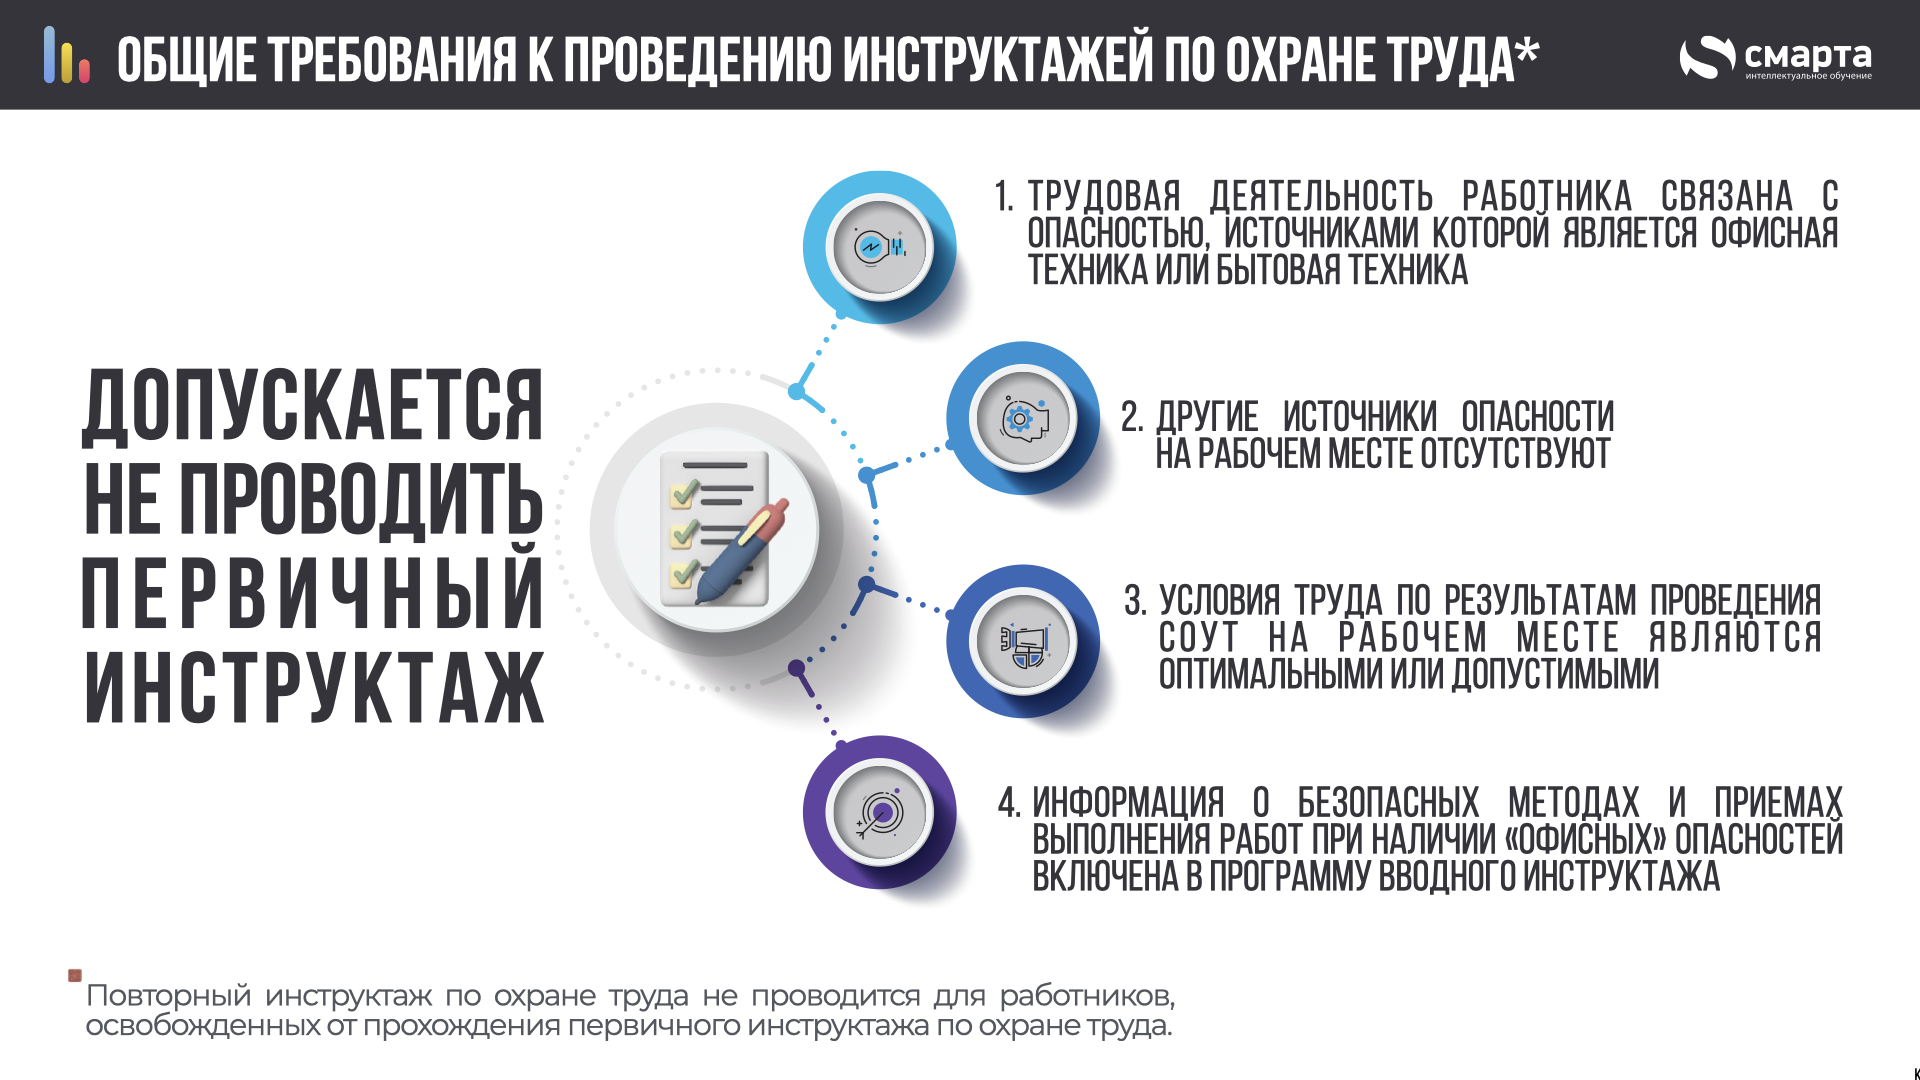 ОБЩИЕ ТРЕБОВАНИЯ К ПРОВЕДЕНИЮ ИНСТРУКТАЖЕЙ ПО ОХРАНЕ ТРУДА*
смарта
интеллектуальное обучение
ДОПУСКАЕТСЯ
НЕ ПРОВОДИТЬ
ПЕРВИЧНЫЙ
ИНСТРУКТАЖ
1. ТРУДОВАЯ ДЕЯТЕЛЬНОСТЬ РАБОТНИКА СВЯЗАНА С
ОПАСНОСТЬЮ, ИСТОЧНИКАМИ КОТОРОЙ ЯВЛЯЕТСЯ ОФИСНАЯ
ТЕХНИКА ИЛИ БЫТОВАЯ ТЕХНИКА
2. ДРУГИЕ ИСТОЧНИКИ ОПАСНОСТИ
НА РАБОЧЕМ МЕСТЕ ОТСУТСТВУЮТ
3. УСЛОВИЯ ТРУДА ПО РЕЗУЛЬТАТАМ ПРОВЕДЕНИЯ
СОУТ НА РАБОЧЕМ МЕСТЕ ЯВЛЯЮТСЯ
ОПТИМАЛЬНЫМИ ИЛИ ДОПУСТИМЫМИ
4. ИНФОРМАЦИЯ О БЕЗОПАСНЫХ МЕТОДАХ И ПРИЕМАХ
ВЫПОЛНЕНИЯ РАБОТ ПРИ НАЛИЧИИ «ОФИСНЫХ» ОПАСНОСТЕЙ
ВКЛЮЧЕНА В ПРОГРАММУ ВВОДНОГО ИНСТРУКТАЖА
Повторный инструктаж по охране труда не проводится для работников,
освобожденных от прохождения первичного инструктажа по охране труда.